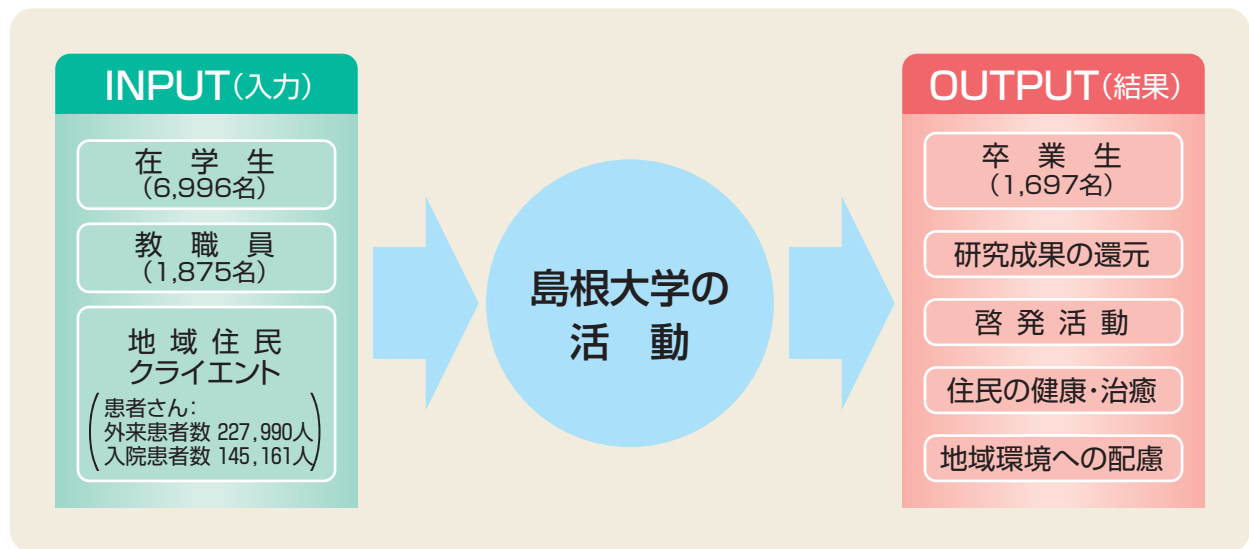 INPUT(入力)
在 学 生
(6,996名)
教 職 員
(1,875名)
地 域 住 民
クライエント
患者さん:
外来患者数 227,990人
入院患者数 145,161人
島根大学の
活 動
OUTPUT(結果)
卒 業 生
(1,697名)
研究成果の還元
啓 発 活 動
住民の健康・治癒
地域環境への配慮